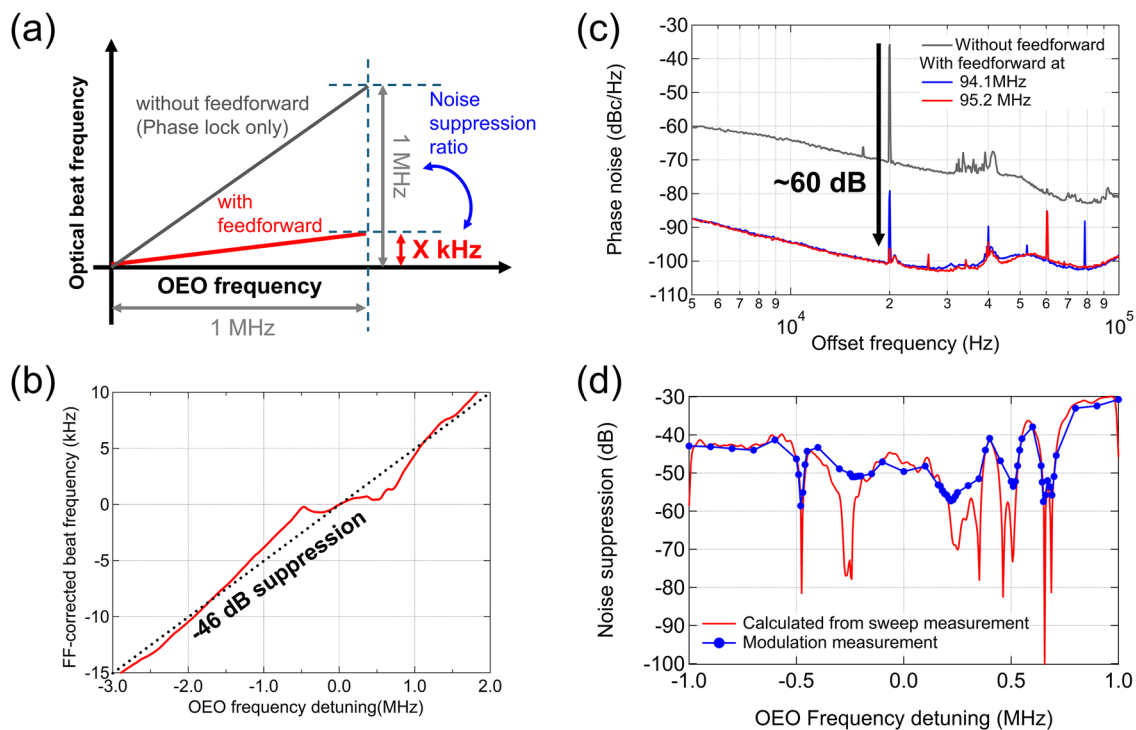 (a)
Optical beat frequency
without feedforward
(Phase lock only)
Noise
suppression
ratio
1 MHz
with
feedforward
X kHz
OEO frequency
1 MHz
(b)
FF-corrected beat frequency (kHz)
10
5
0
-5
-10
-15
-46 dB suppression
-3.0
-2.0
-1.0
0.0
1.0
2.0
OEO frequency detuning(MHz)
(c)
Phase noise (dBc/Hz)
-30
-40
-50
-60
-70
-80
-90
-100
-110
Without feedforward
With feedforward at
94.1MHz
95.2 MHz
~60 dB
5 6 7 8 9 2 3 4 5 6 7 8 9
10^4 10^5
Offset frequency (Hz)
(d)
Noise suppression (dB)
-30
-40
-50
-60
-70
-80
-90
-100
Calculated from sweep measurement
Modulation measurement
-1.0
-0.5
0.0
0.5
1.0
OEO Frequency detuning (MHz)